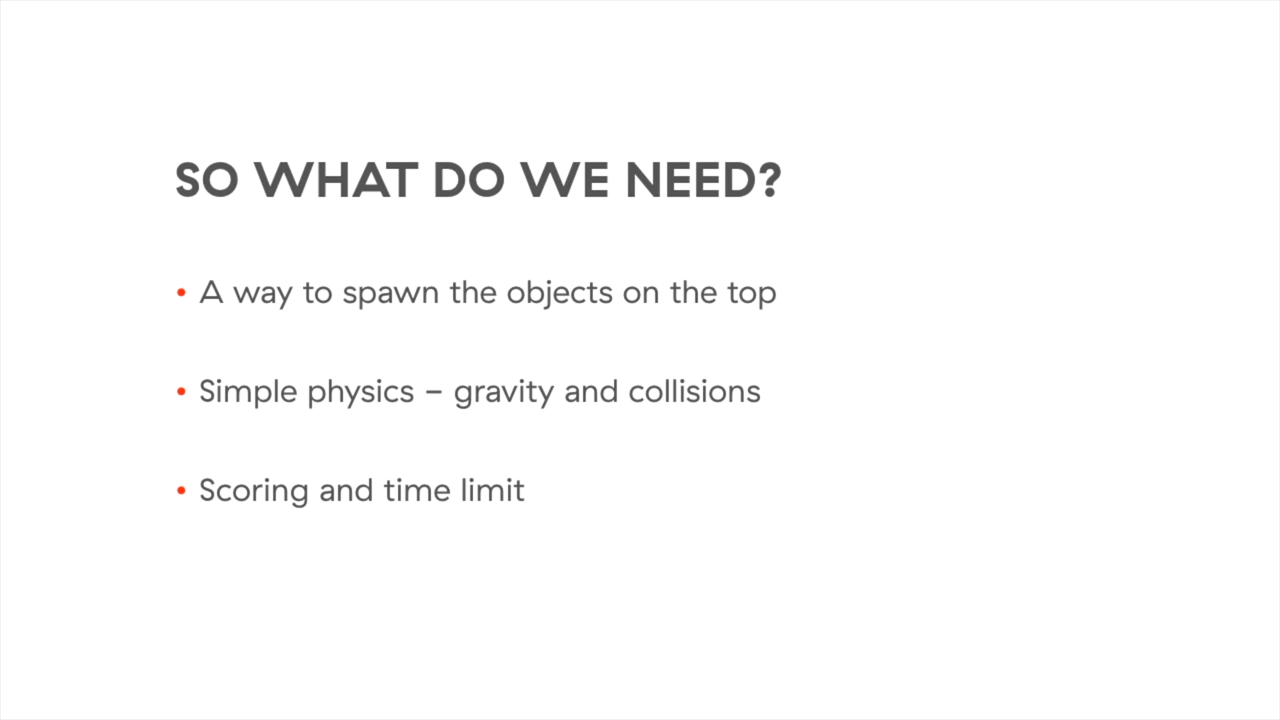 SO WHAT DO WE NEED?
• A way to spawn the objects on the top
• Simple physics – gravity and collisions
• Scoring and time limit